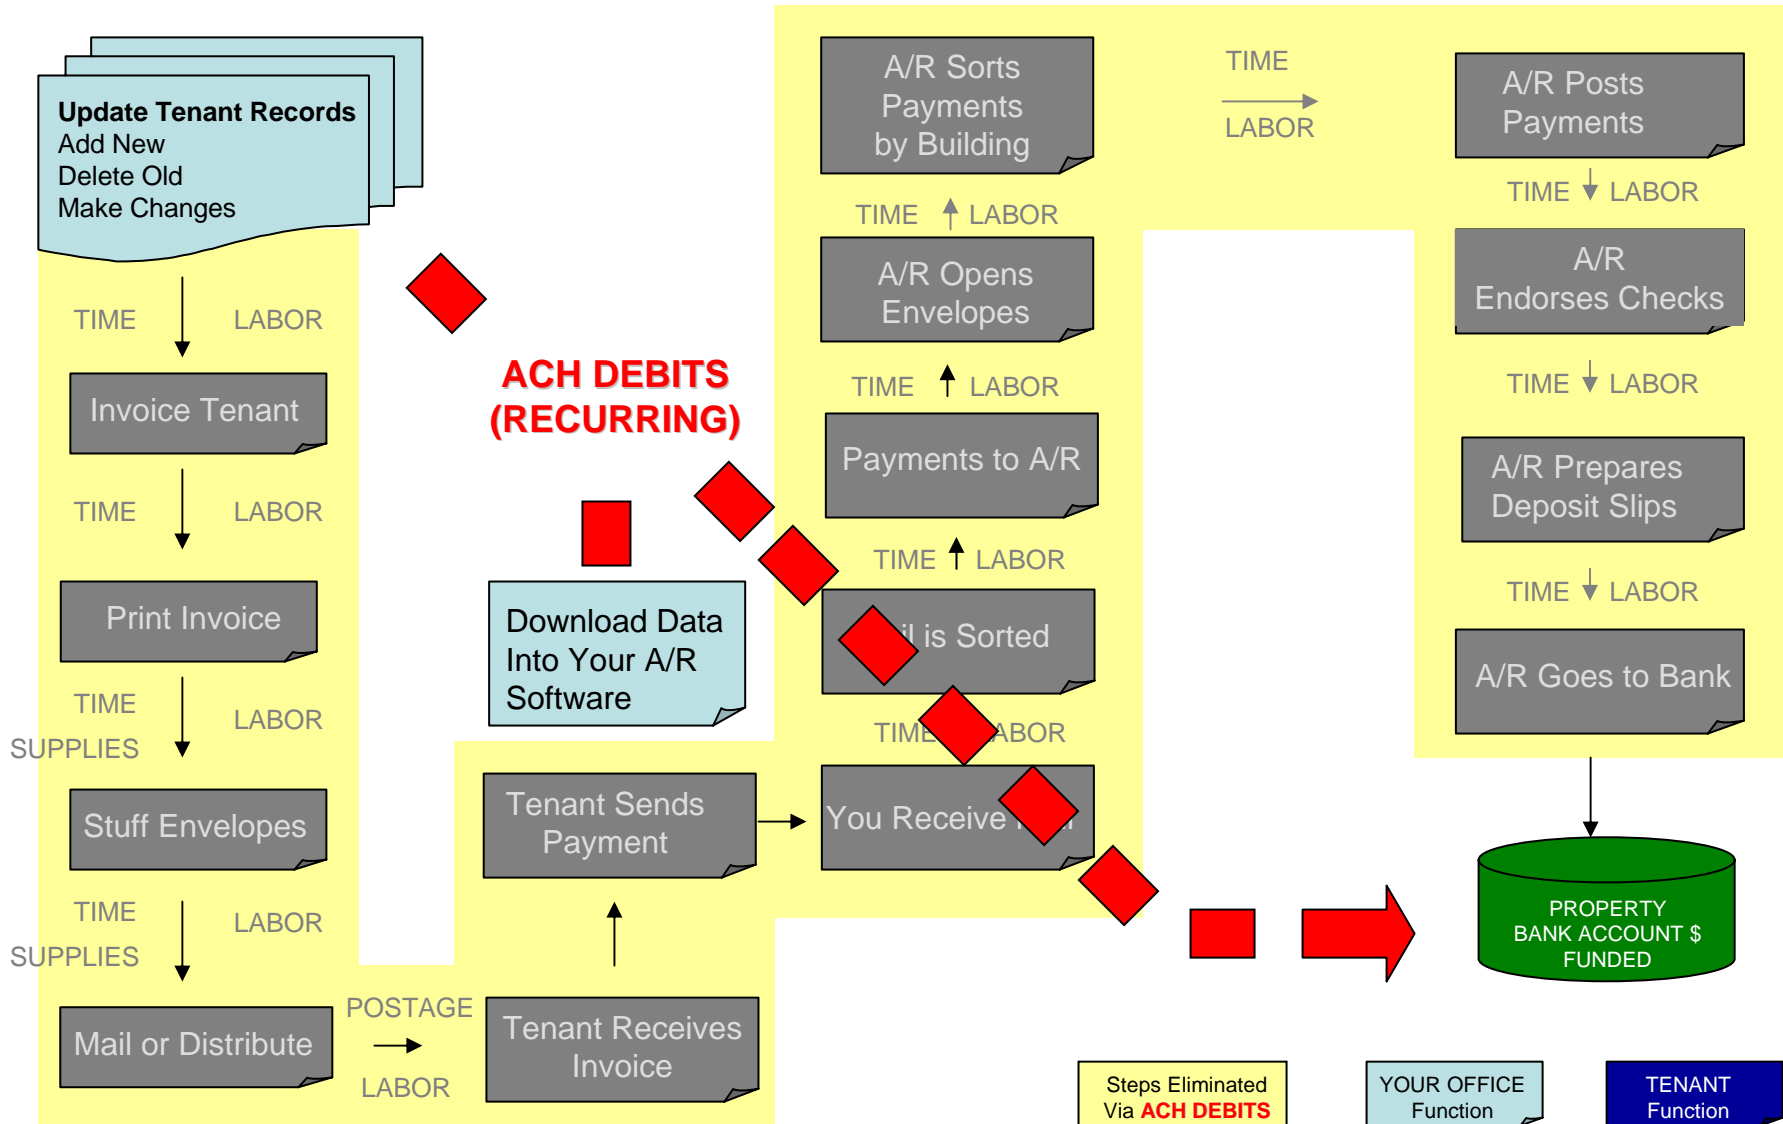 Update Tenant Records
Add New
Delete Old
Make Changes
TIME LABOR
Invoice Tenant
TIME LABOR
Print Invoice
TIME
LABOR
SUPPLIES
Stuff Envelopes
TIME
LABOR
SUPPLIES
Mail or Distribute
POSTAGE
LABOR
Tenant Receives
Invoice
Tenant Sends
Payment
You Receive
TIME LABOR
is Sorted
TIME LABOR
Payments to A/R
TIME LABOR
A/R Opens
Envelopes
TIME LABOR
A/R Sorts
Payments
by Building
TIME
LABOR
A/R Posts
Payments
TIME LABOR
A/R
Endorses Checks
TIME LABOR
A/R Prepares
Deposit Slips
TIME LABOR
A/R Goes to Bank
PROPERTY
BANK ACCOUNT $
FUNDED
ACH DEBITS
(RECURRING)
Download Data
Into Your A/R
Software
Steps Eliminated
Via ACH DEBITS
YOUR OFFICE
Function
TENANT
Function